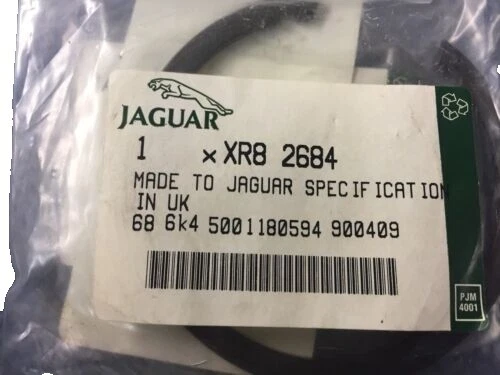 JAGUAR
1 x XR8 2684
MADE TO JAGUAR SPECIFICATION
IN UK
68 6k4 5001180594 900409
PJM
4001